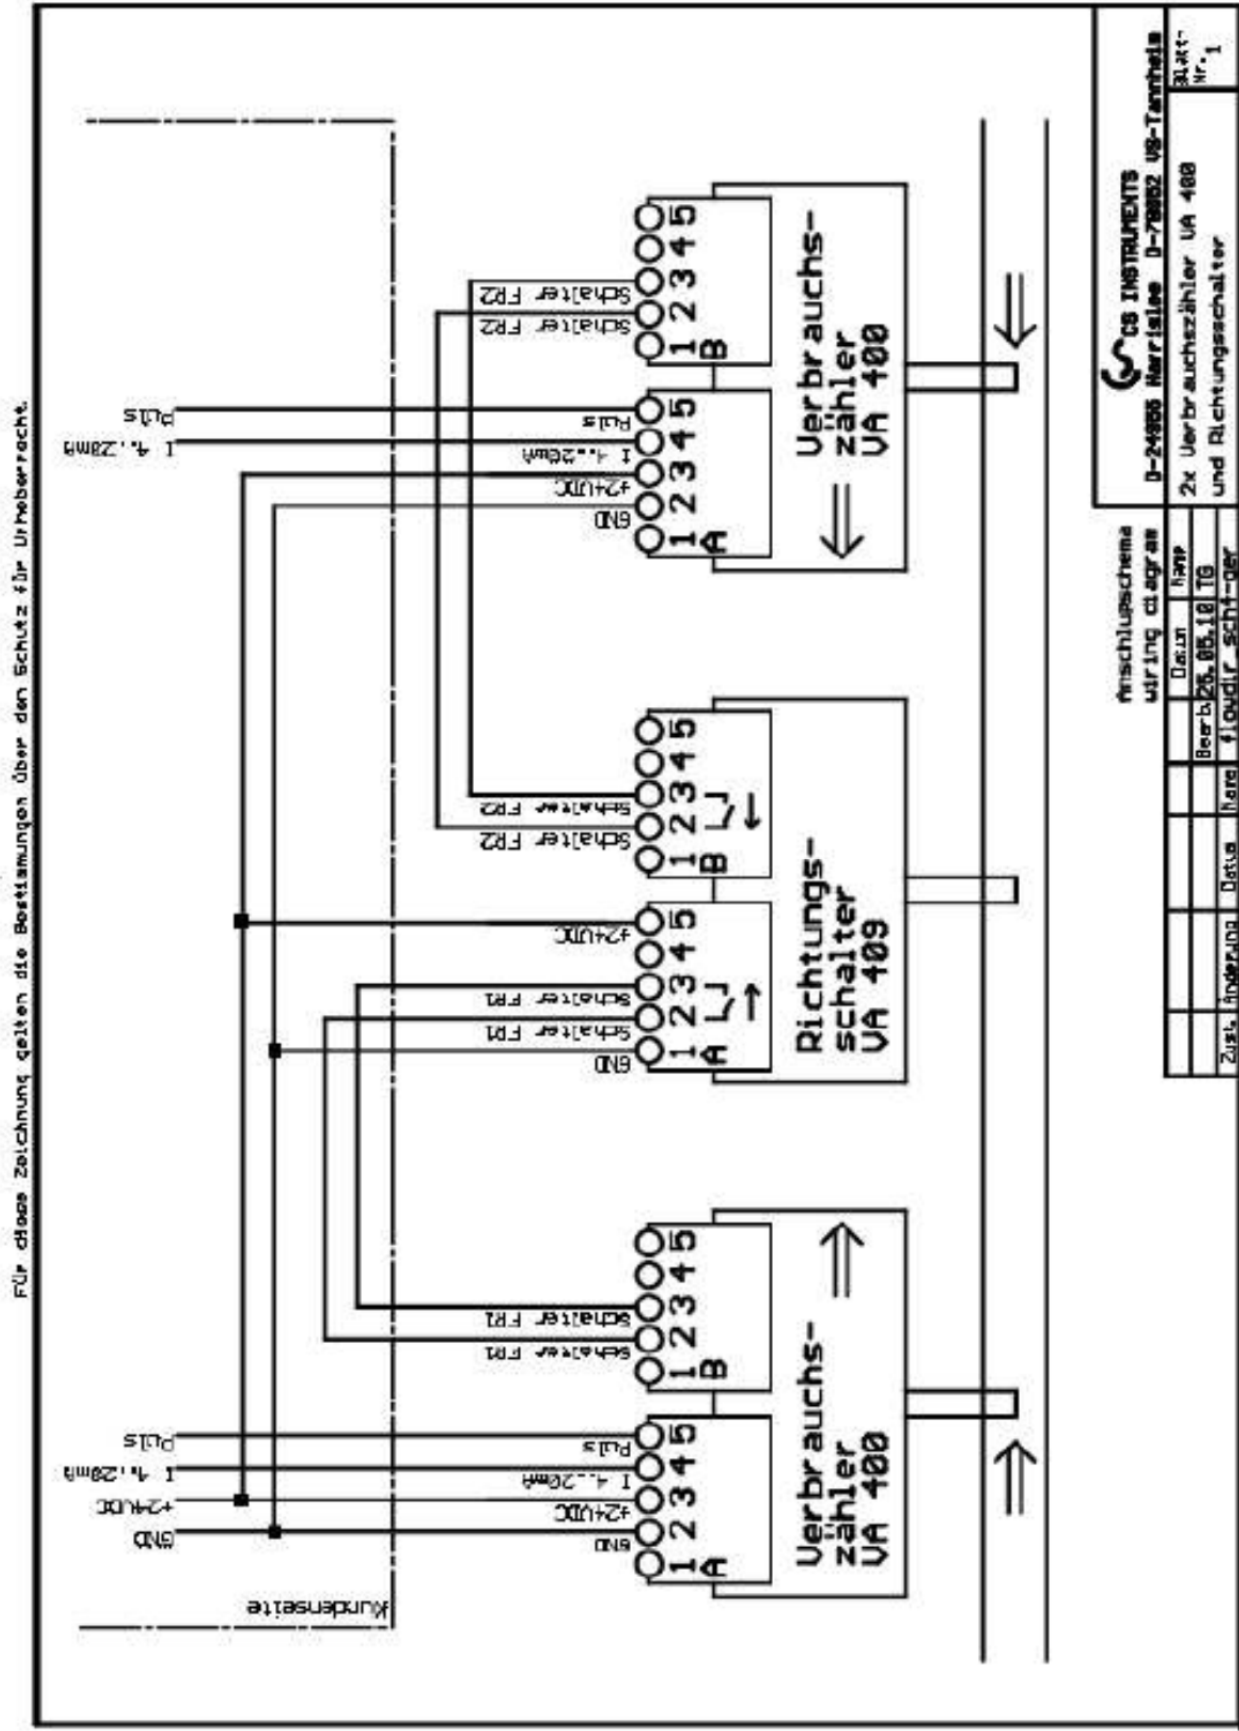 Für diese Zeichnung gelten die Bestimmungen über den Schutz für Urheberrecht.
Kundenseite
GND
+24VDC
I 4..20mA
Puls
I 4..20mA
Puls
GND
+24VDC
I 4..20mA
Puls
Schalter FR1
Schalter FR1
GND
Schalter FR1
Schalter FR1
+24VDC
Schalter FR2
Schalter FR2
GND
+24VDC
I 4..20mA
Puls
Schalter FR2
Schalter FR2
1 2 3 4 5
A
1 2 3 4 5
B
1 2 3 4 5
A
1 2 3 4 5
B
1 2 3 4 5
A
1 2 3 4 5
B
Verbrauchs-
zähler
VA 400
Richtungs-
schalter
VA 409
Verbrauchs-
zähler
VA 400
Anschlußschema
wiring diagram
CS INSTRUMENTS
D-24955 Harrislee D-78052 VS-Tannheim
Datum Name
Bearb. 26.05.10 TG
2x Verbrauchszähler VA 400
und Richtungsschalter
Blatt-
Nr. 1
Zust. Änderung Datum Name